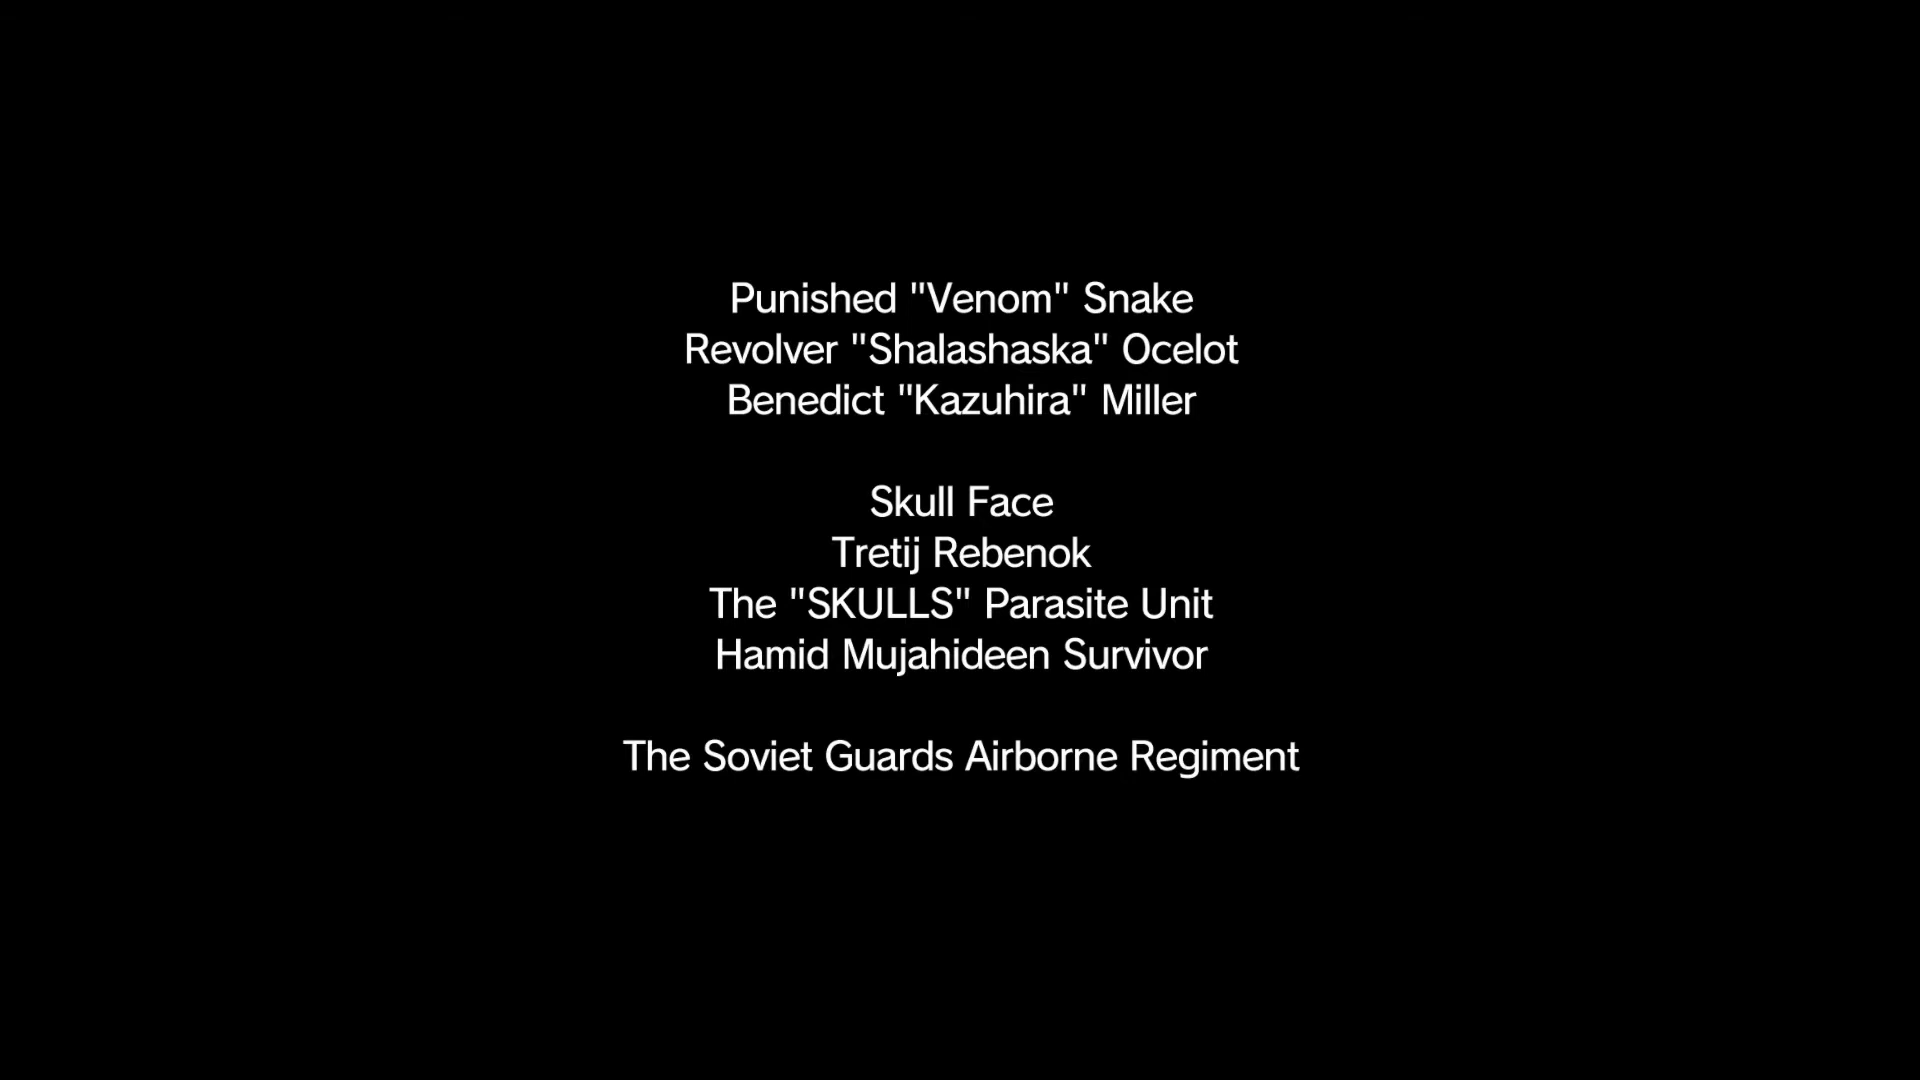 Punished "Venom" Snake
Revolver "Shalashaska" Ocelot
Benedict "Kazuhira" Miller
Skull Face
Tretij Rebenok
The "SKULLS" Parasite Unit
Hamid Mujahideen Survivor
The Soviet Guards Airborne Regiment